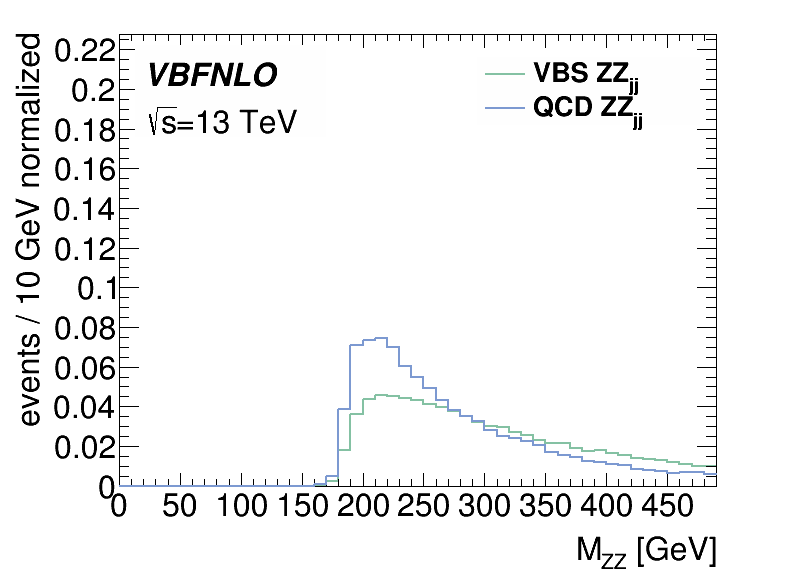 VBFNLO
√s=13 TeV
VBS ZZjj
QCD ZZjj
events / 10 GeV normalized
0.22
0.2
0.18
0.16
0.14
0.12
0.1
0.08
0.06
0.04
0.02
0
0 50 100 150 200 250 300 350 400 450
MZZ [GeV]